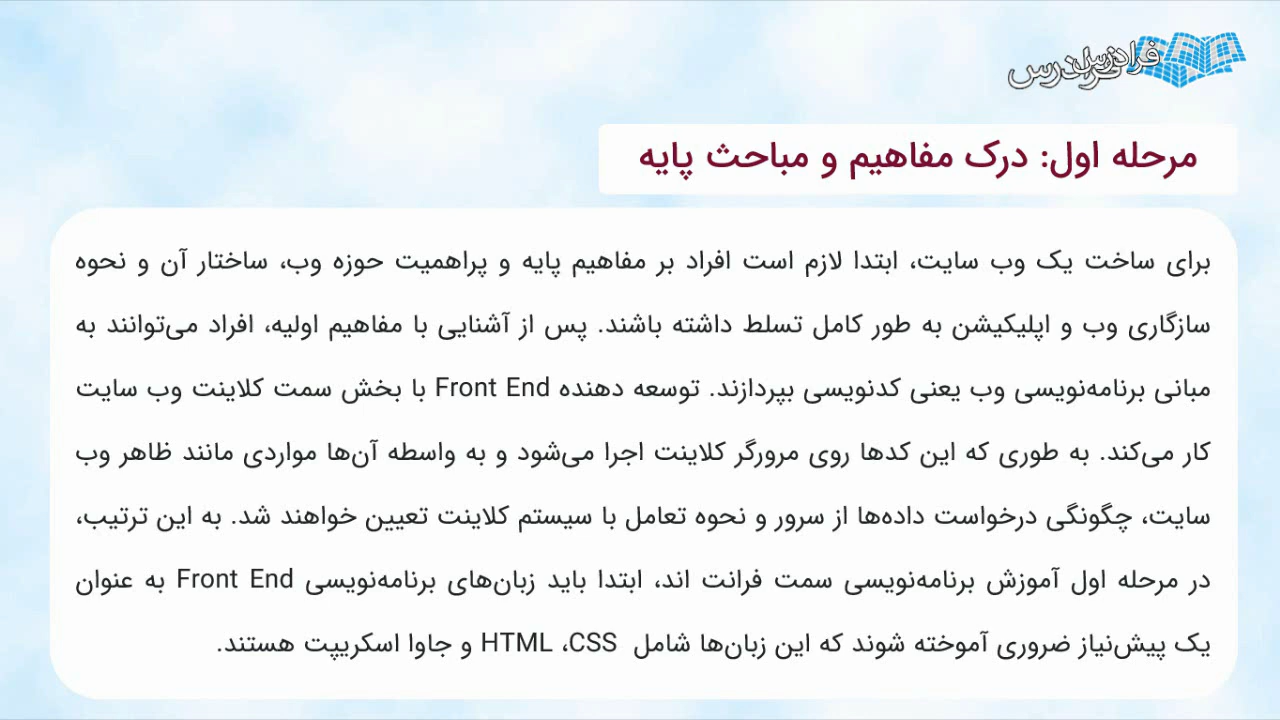 فرادرس
مرحله اول: درک مفاهیم و مباحث پایه
برای ساخت یک وب سایت، ابتدا لازم است افراد بر مفاهیم پایه و پراهمیت حوزه وب، ساختار آن و نحوه
سازگاری وب و اپلیکیشن به طور کامل تسلط داشته باشند. پس از آشنایی با مفاهیم اولیه، افراد می‌توانند به
مبانی برنامه‌نویسی وب یعنی کدنویسی بپردازند. توسعه دهنده Front End با بخش سمت کلاینت وب سایت
کار می‌کند. به طوری که این کدها روی مرورگر کلاینت اجرا می‌شود و به واسطه آن‌ها مواردی مانند ظاهر وب
سایت، چگونگی درخواست داده‌ها از سرور و نحوه تعامل با سیستم کلاینت تعیین خواهند شد. به این ترتیب،
در مرحله اول آموزش برنامه‌نویسی سمت فرانت اند، ابتدا باید زبان‌های برنامه‌نویسی Front End به عنوان
یک پیش‌نیاز ضروری آموخته شوند که این زبان‌ها شامل HTML ،CSS و جاوا اسکریپت هستند.